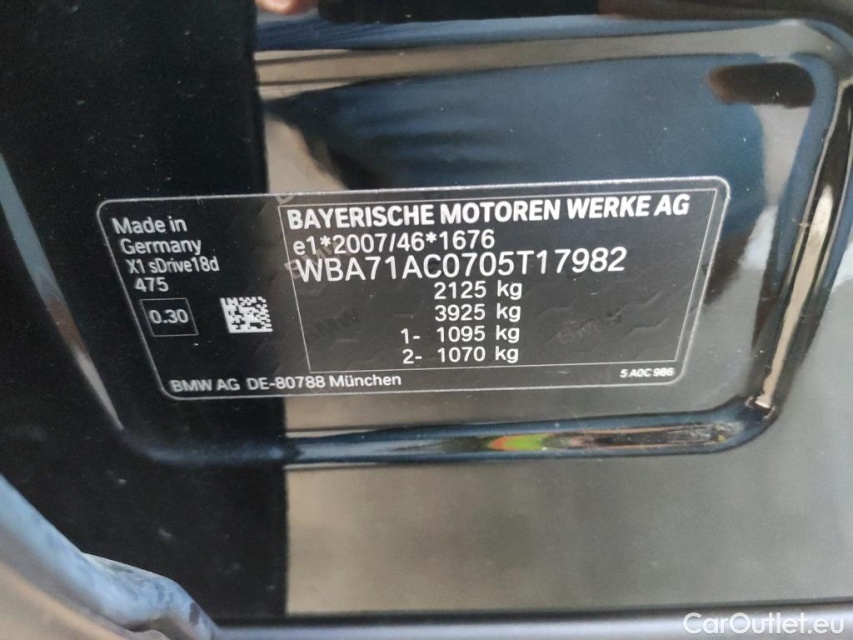 Made in
Germany
X1 sDrive18d
475
0.30
BAYERISCHE MOTOREN WERKE AG
e1*2007/46*1676
WBA71AC0705T17982
2125 kg
3925 kg
1- 1095 kg
2- 1070 kg
BMW AG DE-80788 München
5 A0C 986
CarOutlet.eu